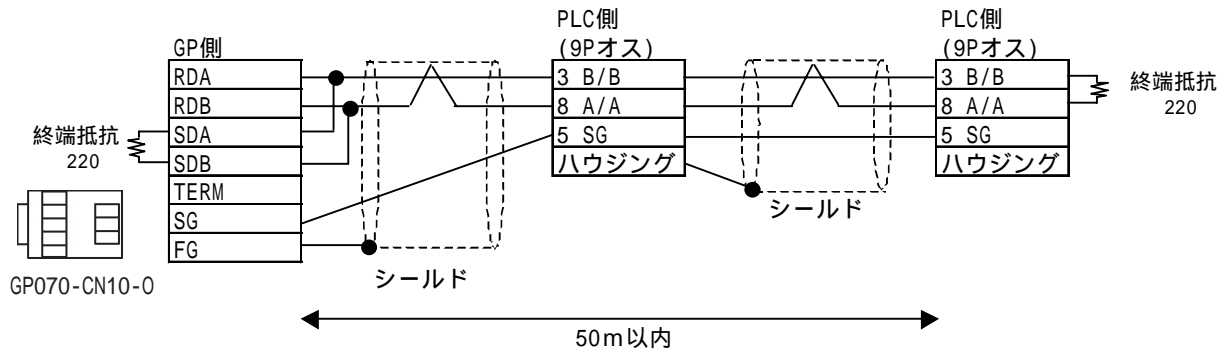 GP側
RDA
RDB
SDA
SDB
TERM
SG
FG
終端抵抗
220
GP070-CN10-O
シールド
PLC側
(9Pオス)
3 B/B
8 A/A
5 SG
ハウジング
シールド
PLC側
(9Pオス)
3 B/B
8 A/A
5 SG
ハウジング
終端抵抗
220
50m以内